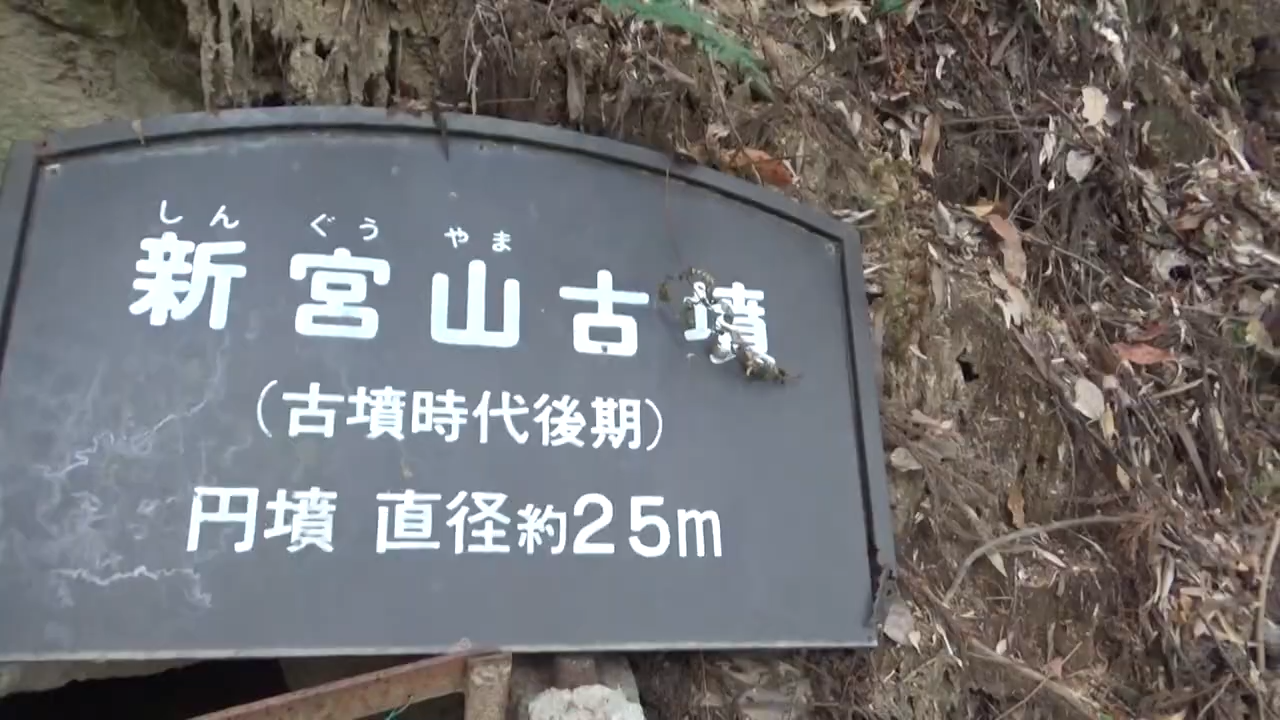 しん ぐう やま
新宮山古墳
（古墳時代後期）
円墳 直径約25m